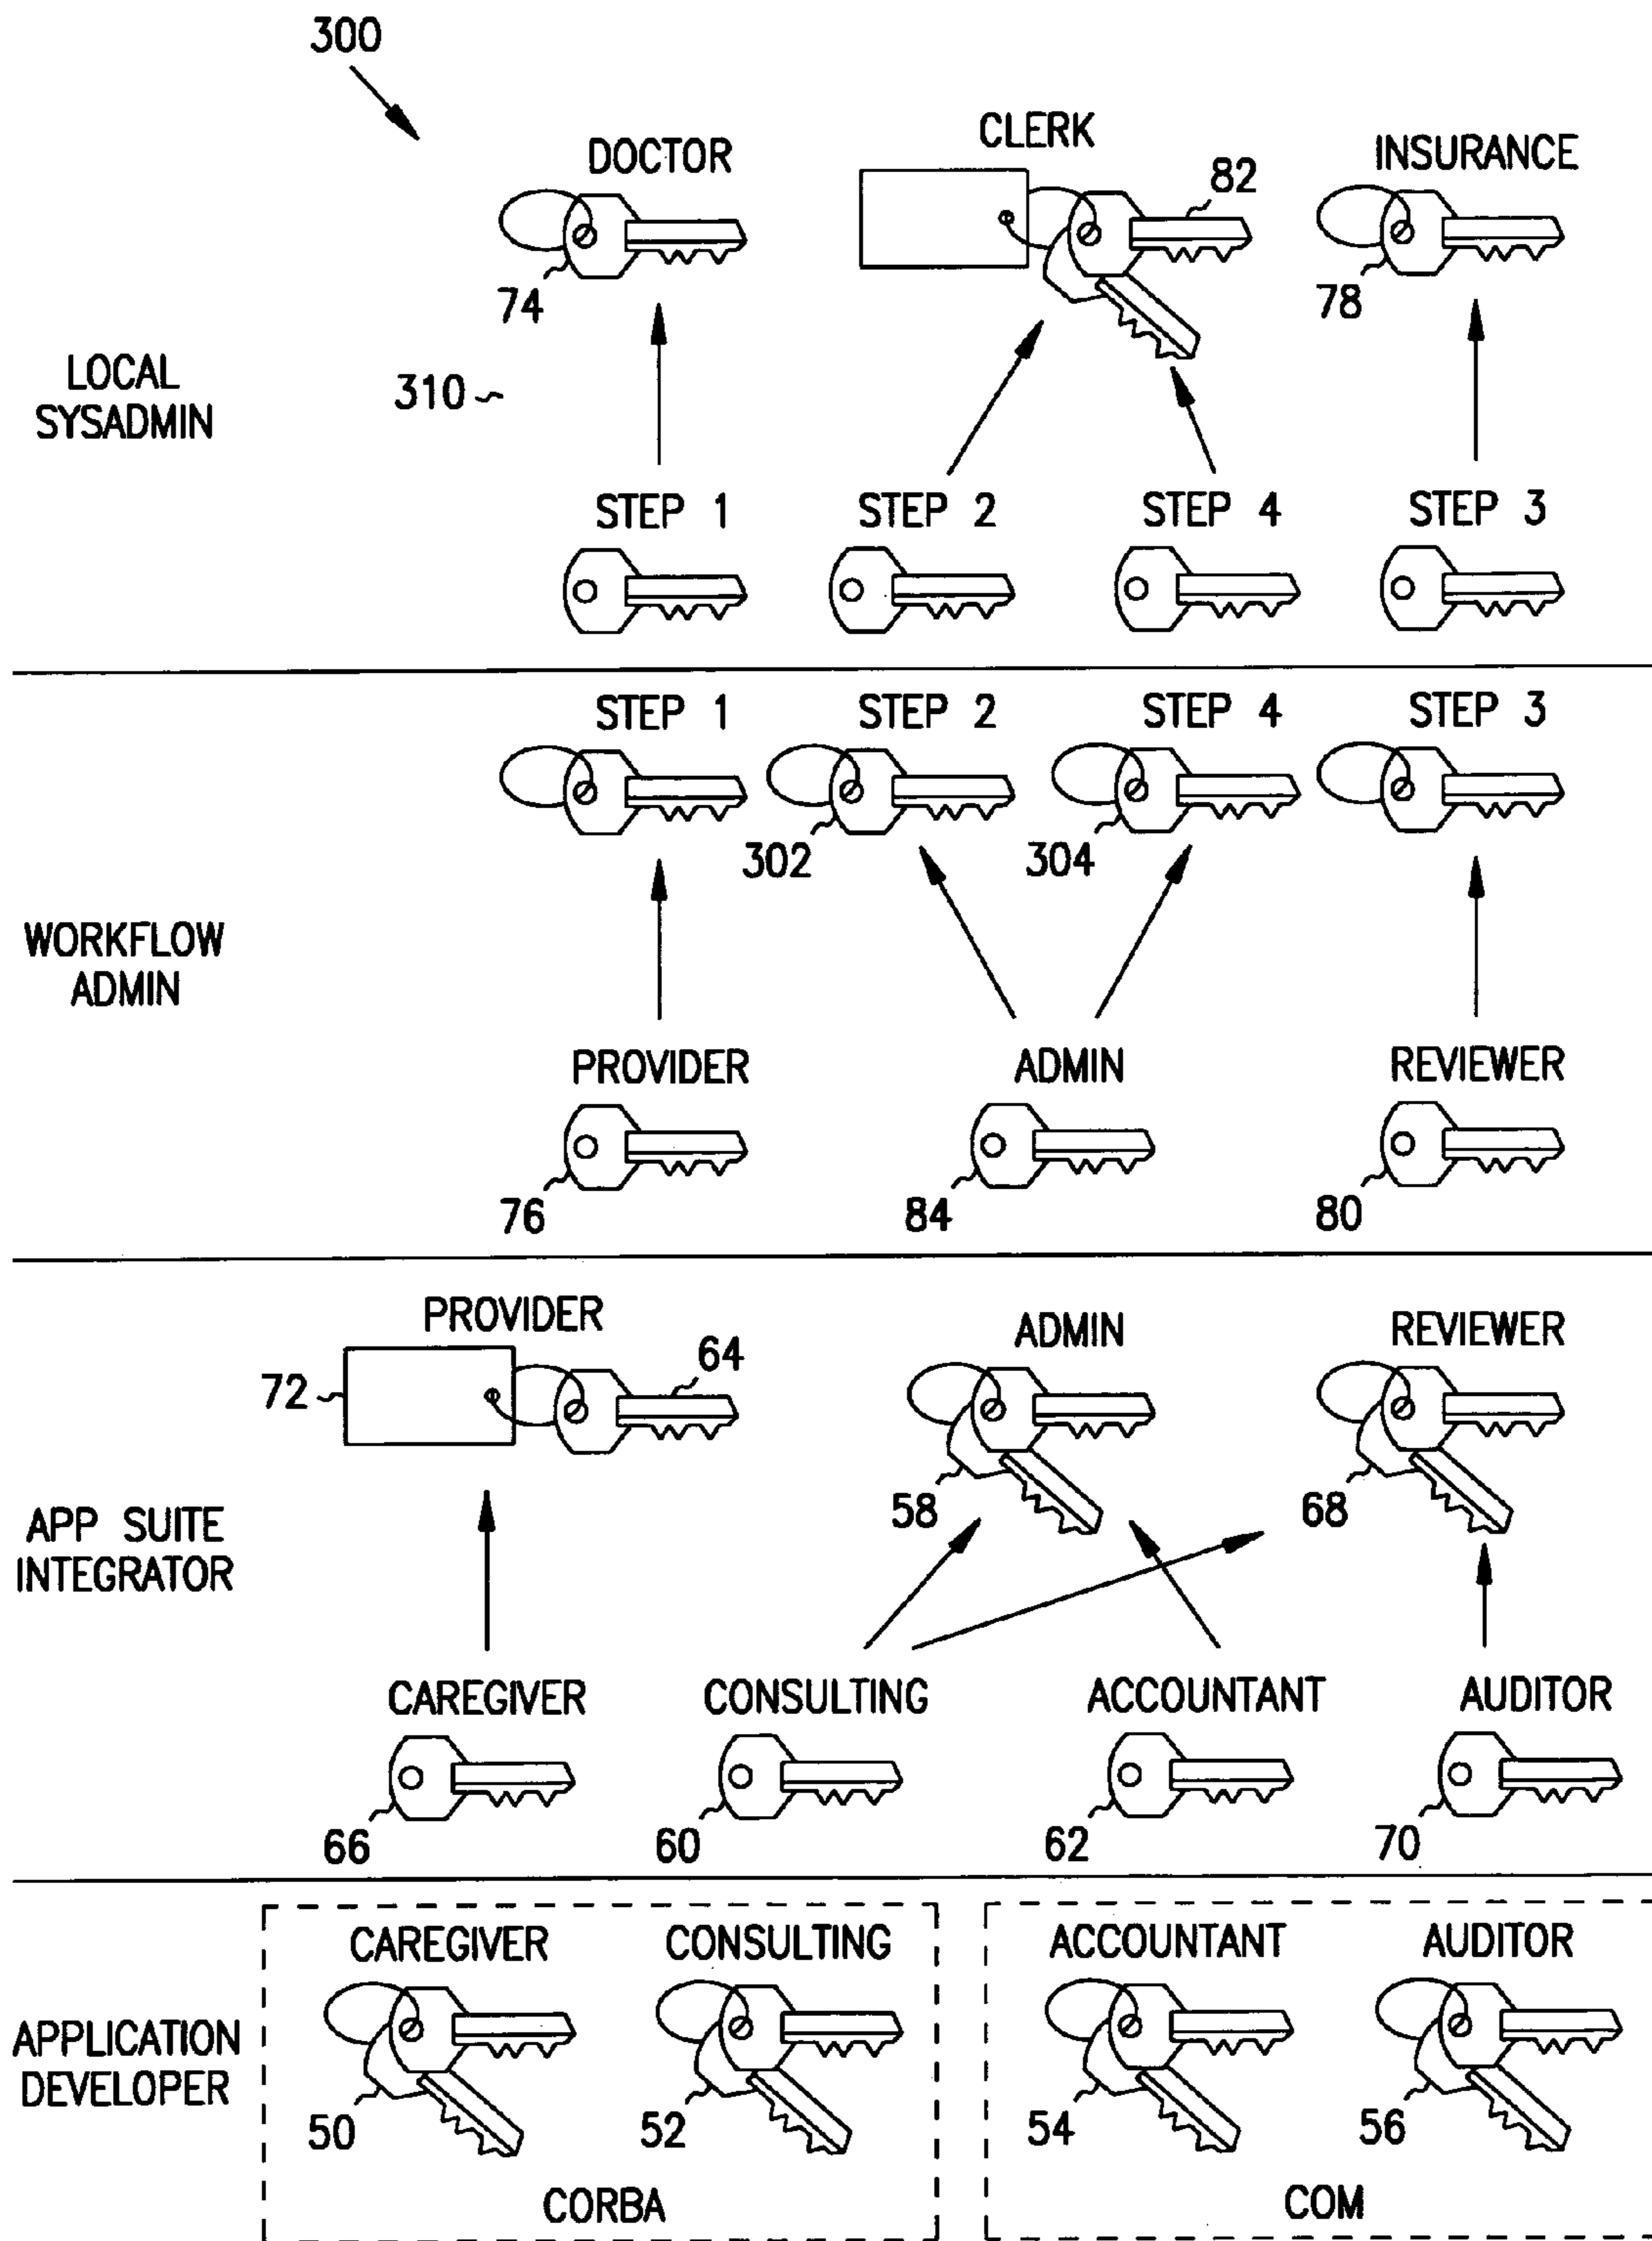 300
DOCTOR
CLERK
INSURANCE
82
74
78
LOCAL
SYSADMIN
310
STEP 1
STEP 2
STEP 4
STEP 3
STEP 1
STEP 2
STEP 4
STEP 3
302
304
WORKFLOW
ADMIN
PROVIDER
ADMIN
REVIEWER
76
84
80
PROVIDER
ADMIN
REVIEWER
64
72
58
68
APP SUITE
INTEGRATOR
CAREGIVER
CONSULTING
ACCOUNTANT
AUDITOR
66
60
62
70
CAREGIVER
CONSULTING
ACCOUNTANT
AUDITOR
APPLICATION
DEVELOPER
50
52
54
56
CORBA
COM